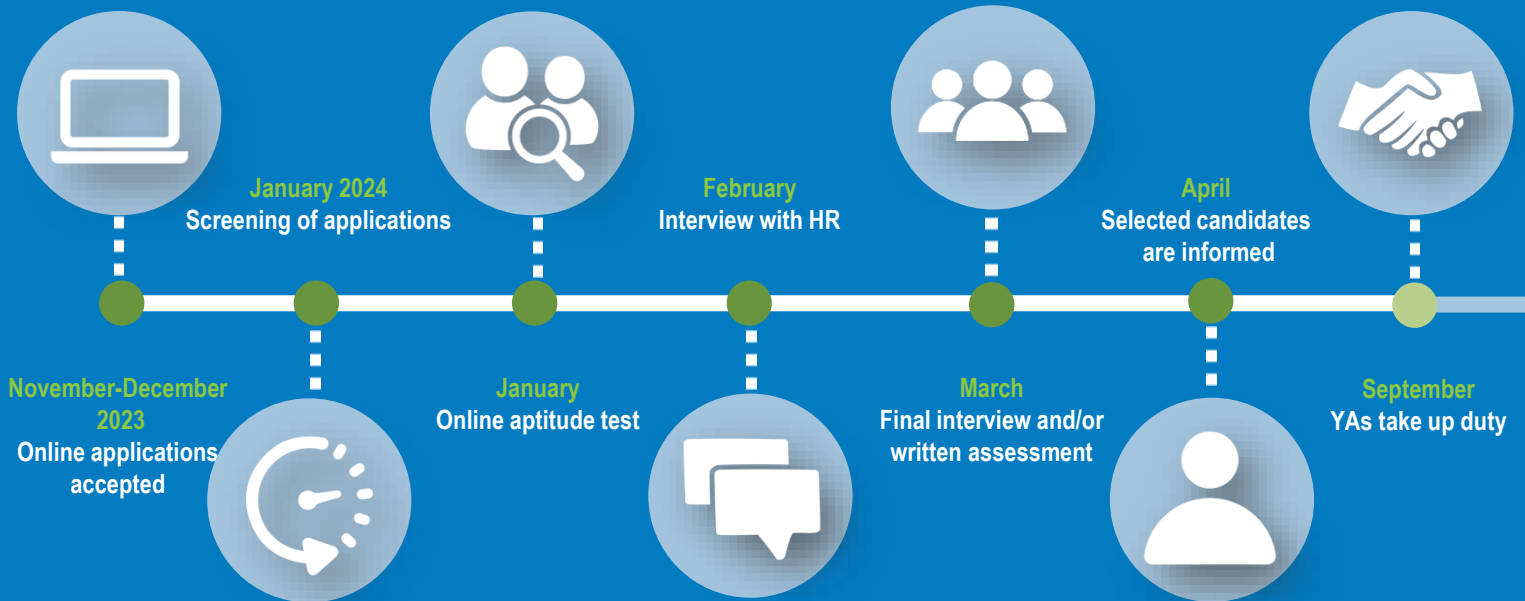 November-December
2023
Online applications
accepted
January 2024
Screening of applications
January
Online aptitude test
February
Interview with HR
March
Final interview and/or
written assessment
April
Selected candidates
are informed
September
YAs take up duty